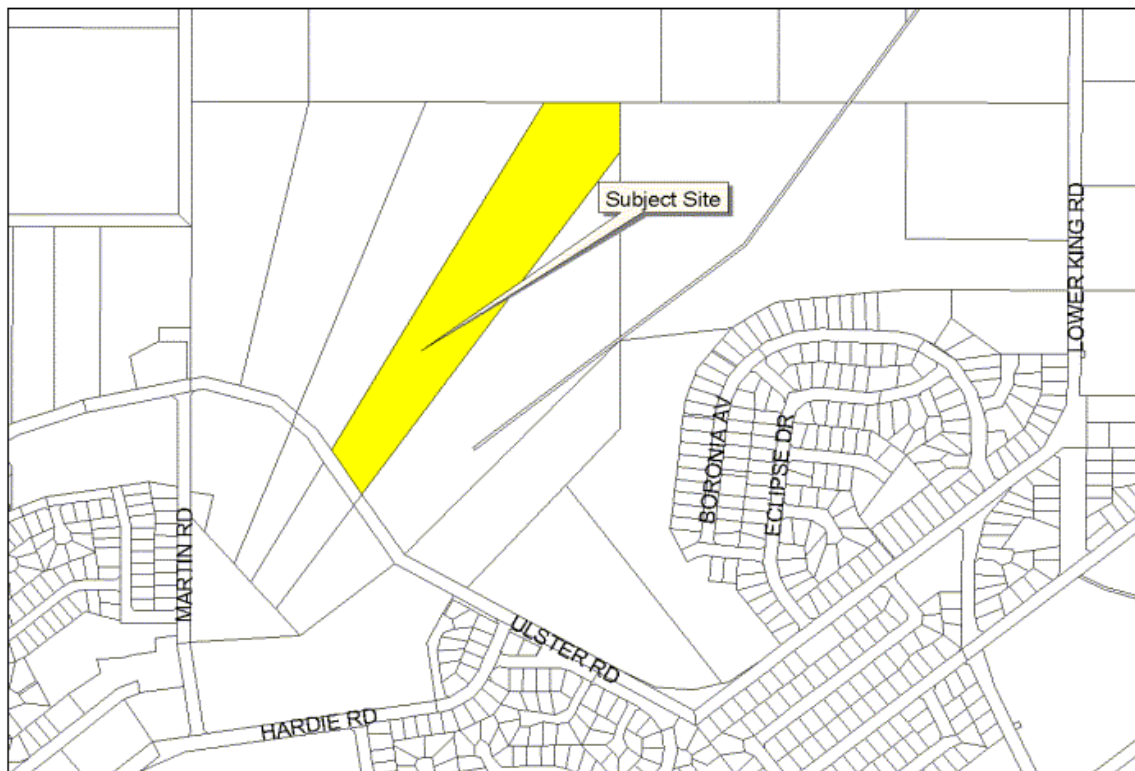 Subject Site
LOWER KING RD
BORONIA AV
ECLIPSE DR
MARTIN RD
ULSTER RD
HARDIE RD